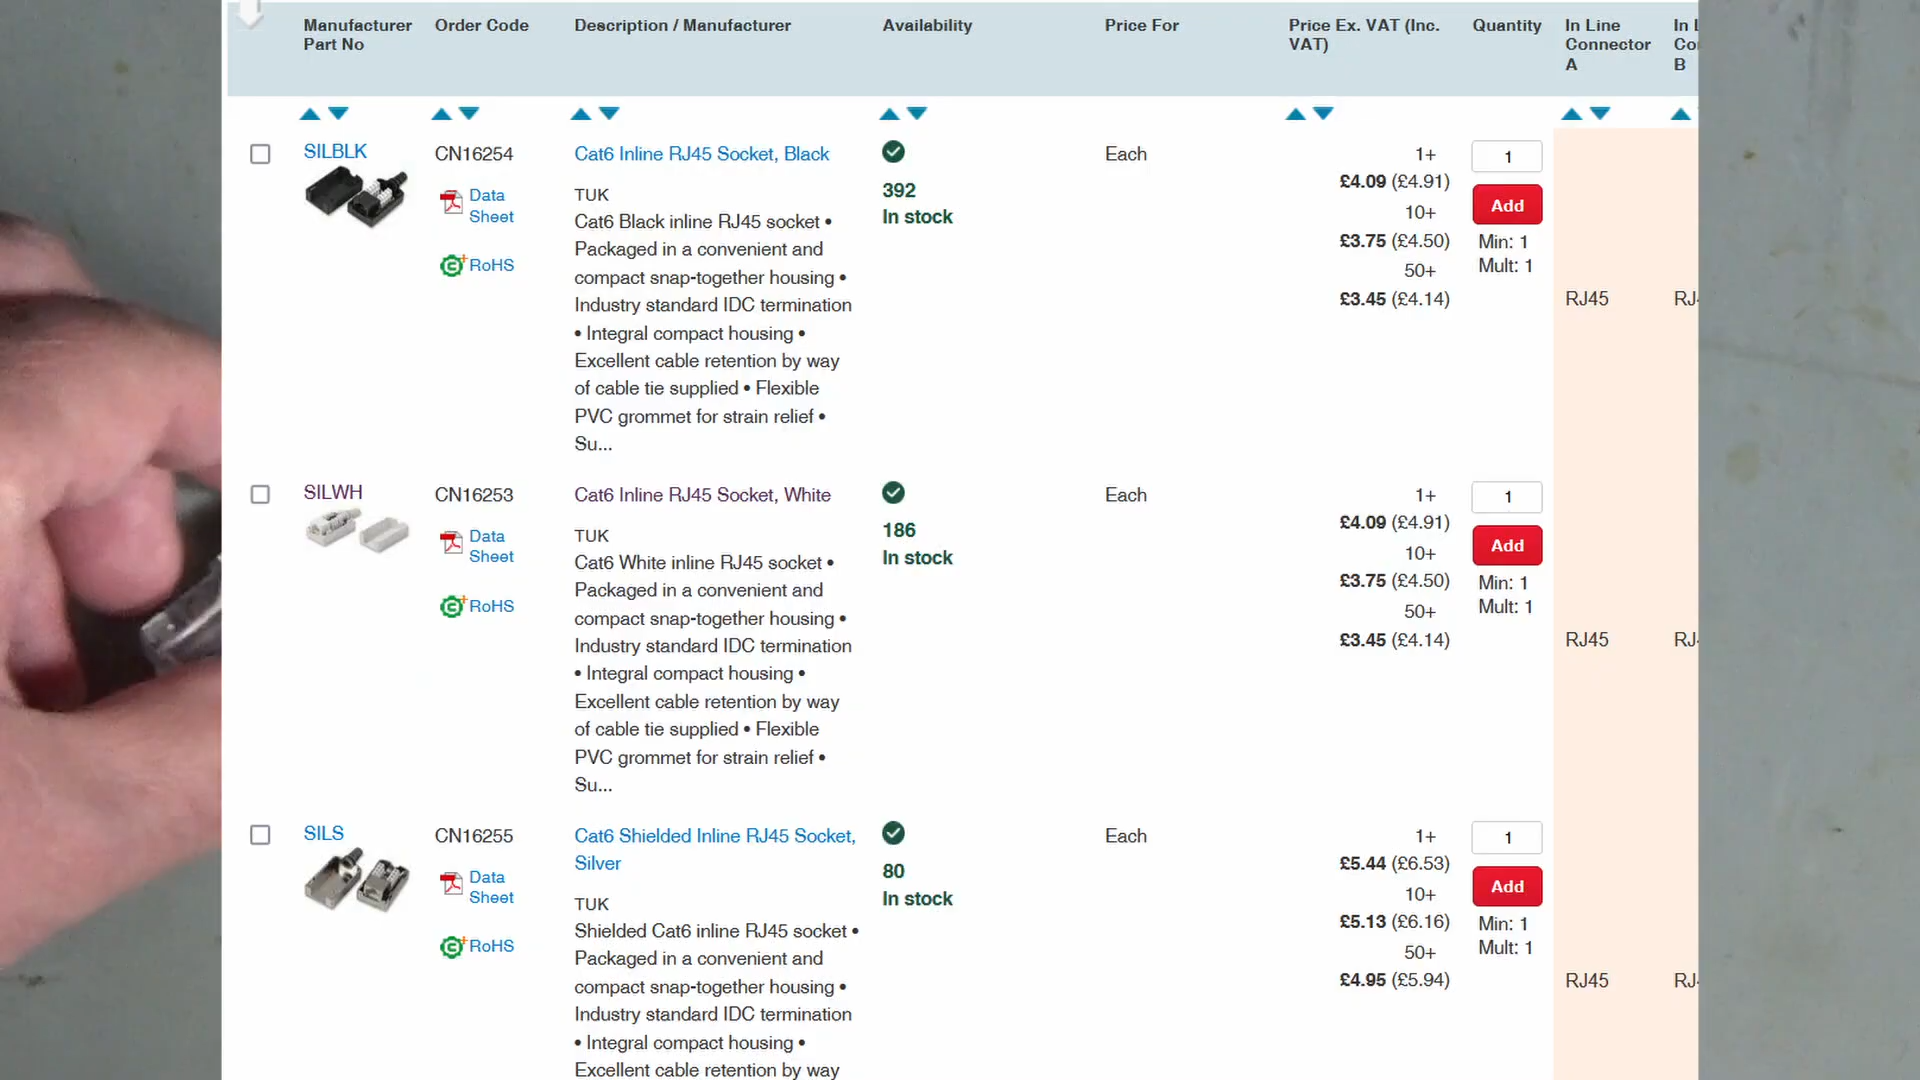 Manufacturer Part No
Order Code
Description / Manufacturer
Availability
Price For
Price Ex. VAT (Inc. VAT)
Quantity
In Line Connector A
B
SILBLK
CN16254
Data Sheet
RoHS
Cat6 Inline RJ45 Socket, Black
TUK
Cat6 Black inline RJ45 socket •
Packaged in a convenient and
compact snap-together housing •
Industry standard IDC termination
• Integral compact housing •
Excellent cable retention by way
of cable tie supplied • Flexible
PVC grommet for strain relief •
Su...
392
In stock
Each
1+
£4.09 (£4.91)
10+
£3.75 (£4.50)
50+
£3.45 (£4.14)
1
Add
Min: 1
Mult: 1
RJ45
RJ
SILWH
CN16253
Data Sheet
RoHS
Cat6 Inline RJ45 Socket, White
TUK
Cat6 White inline RJ45 socket •
Packaged in a convenient and
compact snap-together housing •
Industry standard IDC termination
• Integral compact housing •
Excellent cable retention by way
of cable tie supplied • Flexible
PVC grommet for strain relief •
Su...
186
In stock
Each
1+
£4.09 (£4.91)
10+
£3.75 (£4.50)
50+
£3.45 (£4.14)
1
Add
Min: 1
Mult: 1
RJ45
RJ
SILS
CN16255
Data Sheet
RoHS
Cat6 Shielded Inline RJ45 Socket,
Silver
TUK
Shielded Cat6 inline RJ45 socket •
Packaged in a convenient and
compact snap-together housing •
Industry standard IDC termination
• Integral compact housing •
Excellent cable retention by way
80
In stock
Each
1+
£5.44 (£6.53)
10+
£5.13 (£6.16)
50+
£4.95 (£5.94)
1
Add
Min: 1
Mult: 1
RJ45
RJ